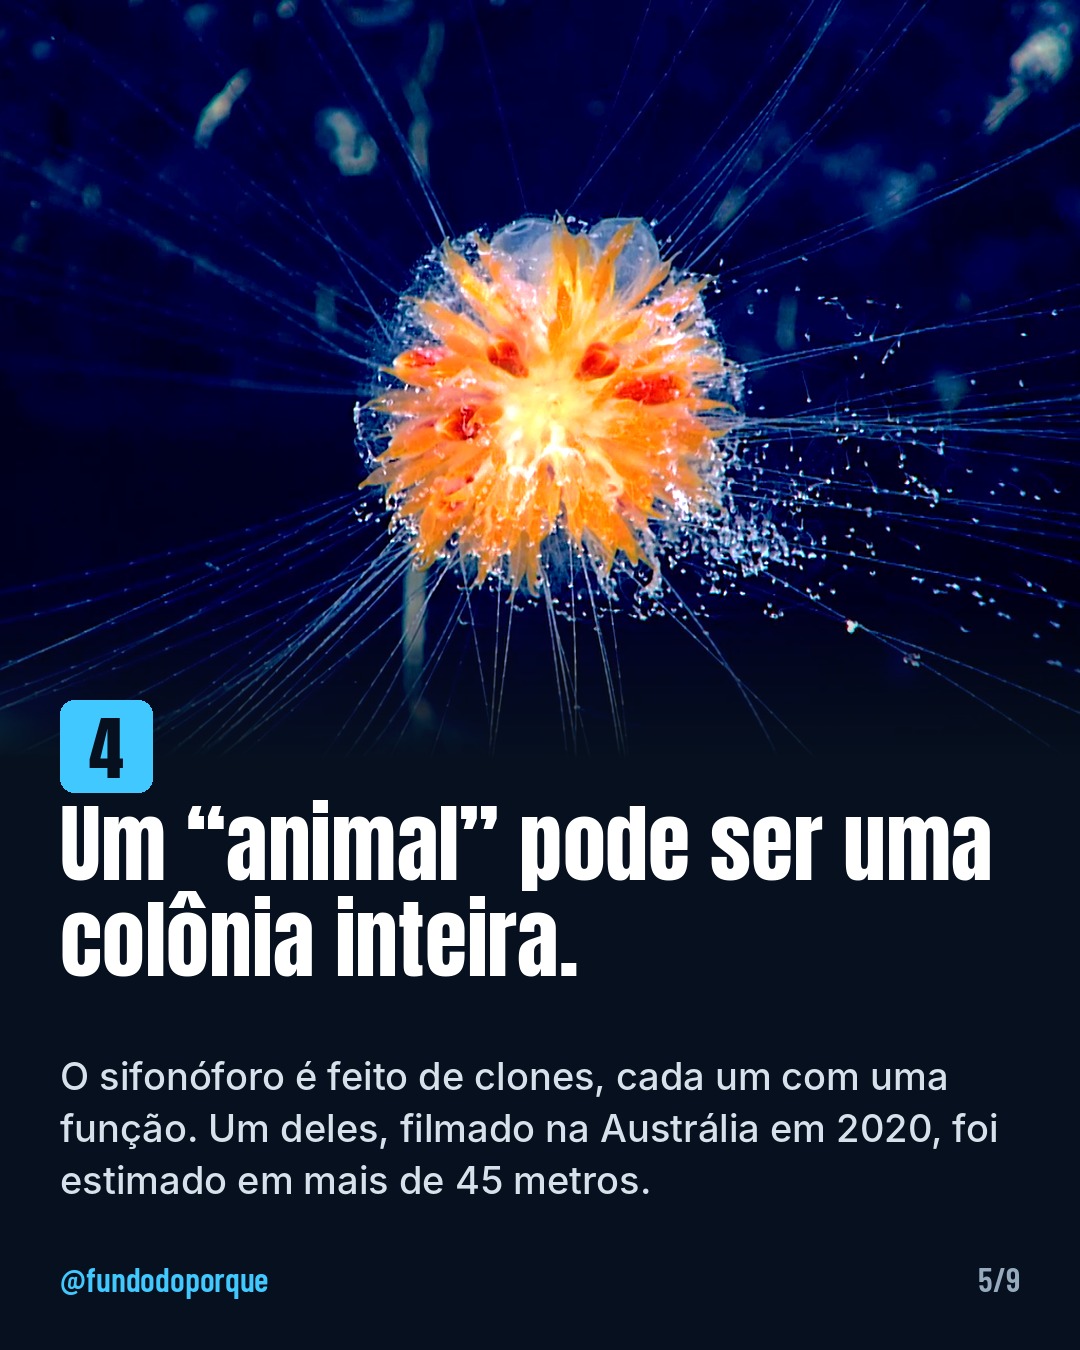 4
Um “animal” pode ser uma
colônia inteira.
O sifonóforo é feito de clones, cada um com uma
função. Um deles, filmado na Austrália em 2020, foi
estimado em mais de 45 metros.
@fundodoporque
5/9